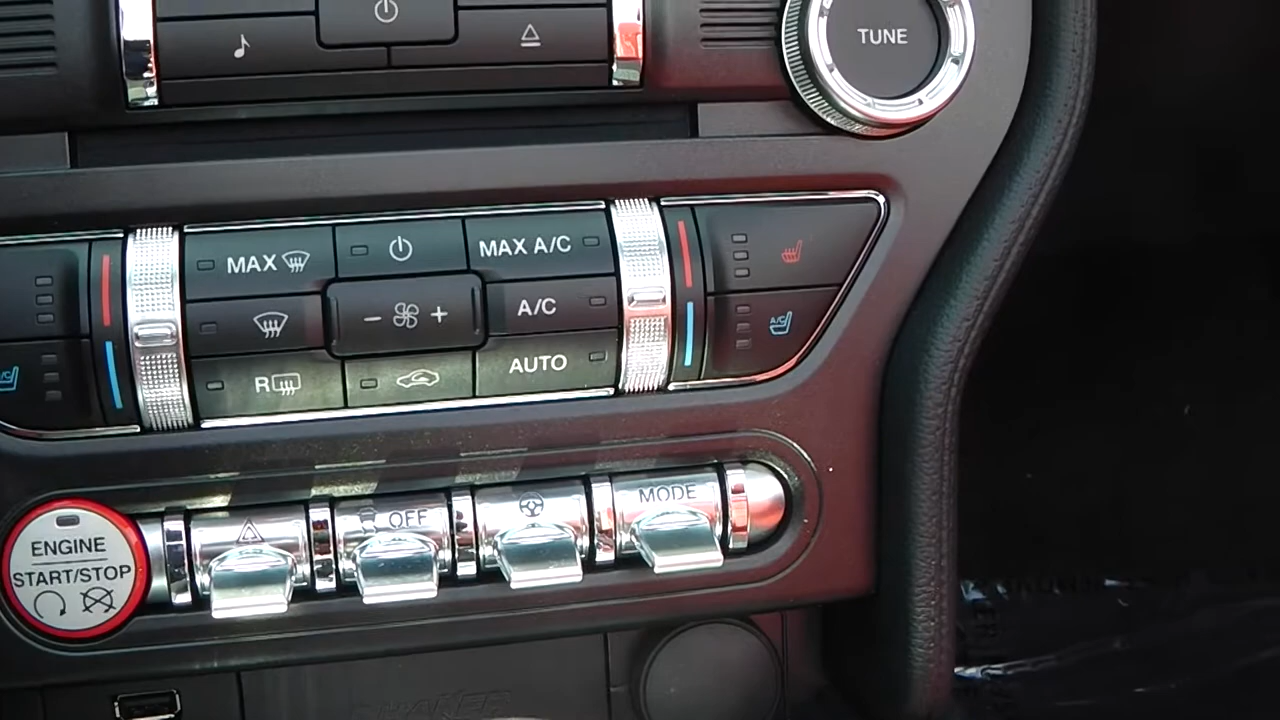 TUNE
MAX
MAX A/C
A/C
A/C
R
AUTO
OFF
MODE
ENGINE
START/STOP